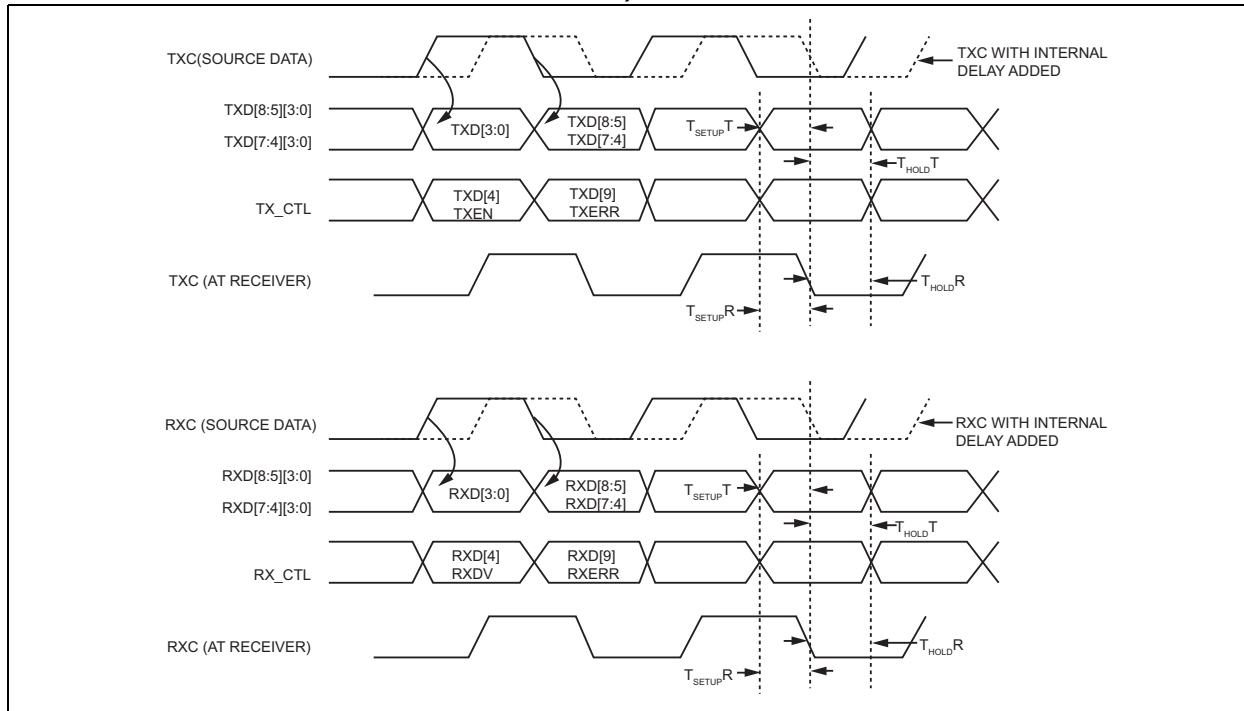 TXC(SOURCE DATA)
TXC WITH INTERNAL
DELAY ADDED
TXD[8:5][3:0]
TXD[7:4][3:0]
TXD[3:0]
TXD[8:5]
TXD[7:4]
TSETUPT
THOLDT
TX_CTL
TXD[4]
TXEN
TXD[9]
TXERR
TXC (AT RECEIVER)
THOLDR
TSETUPR
RXC (SOURCE DATA)
RXC WITH INTERNAL
DELAY ADDED
RXD[8:5][3:0]
RXD[7:4][3:0]
RXD[3:0]
RXD[8:5]
RXD[7:4]
TSETUPT
THOLDT
RX_CTL
RXD[4]
RXDV
RXD[9]
RXERR
RXC (AT RECEIVER)
THOLDR
TSETUPR